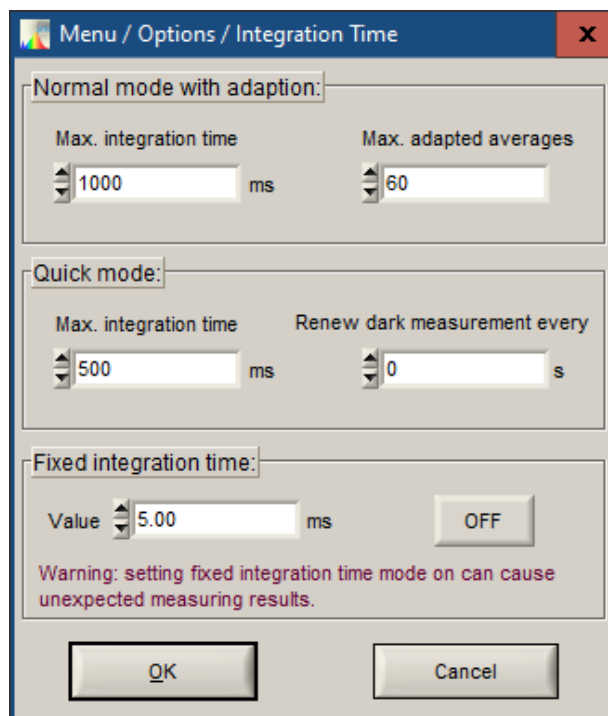 Menu / Options / Integration Time
x
Normal mode with adaption:
Max. integration time
Max. adapted averages
1000 ms
60
Quick mode:
Max. integration time
Renew dark measurement every
500 ms
0 s
Fixed integration time:
Value 5.00 ms
OFF
Warning: setting fixed integration time mode on can cause
unexpected measuring results.
OK
Cancel